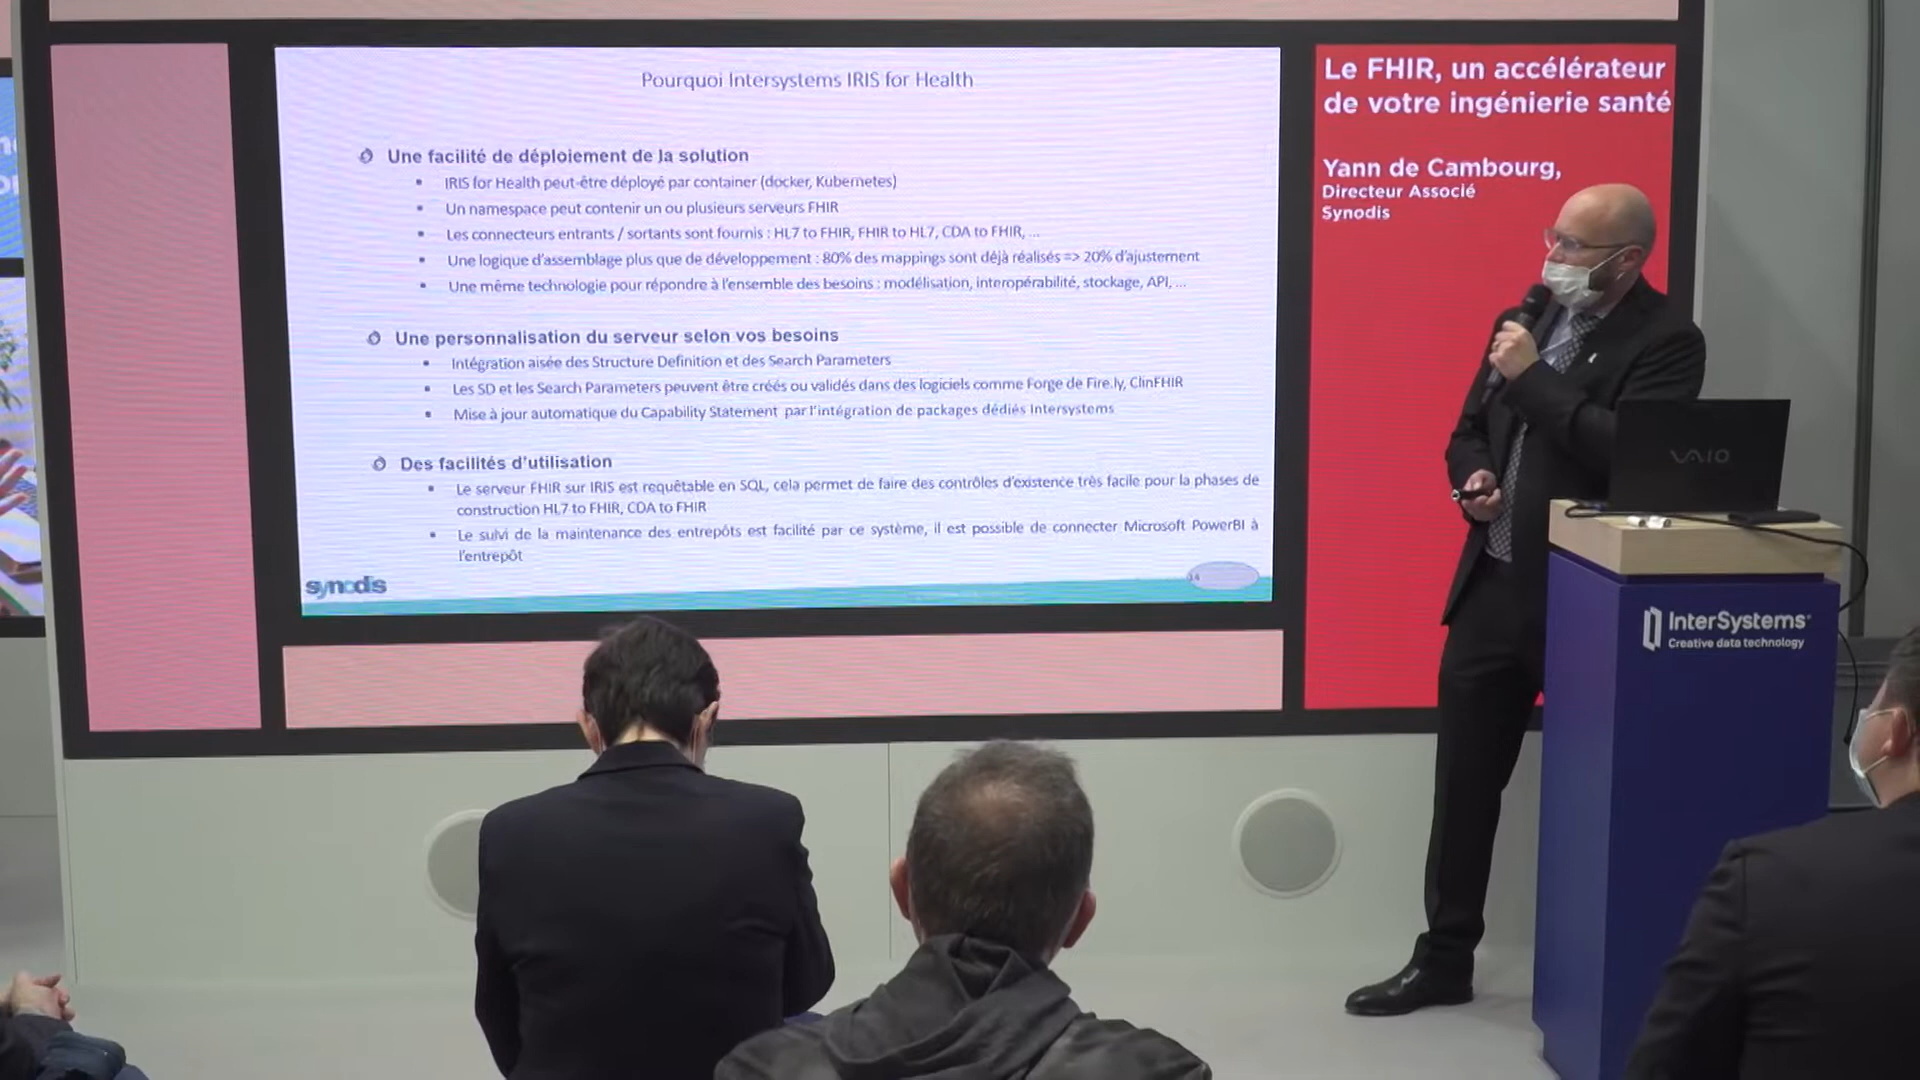 Pourquoi Intersystems IRIS for Health
Une facilité de déploiement de la solution
IRIS for Health peut-être déployé par container (docker, Kubernetes)
Un namespace peut contenir un ou plusieurs serveurs FHIR
Les connecteurs entrants / sortants sont fournis : HL7 to FHIR, FHIR to HL7, CDA to FHIR, ...
Une logique d'assemblage plus que de développement : 80% des mappings sont déjà réalisés => 20% d'ajustement
Une même technologie pour répondre à l'ensemble des besoins : modélisation, interopérabilité, stockage, API, ...
Une personnalisation du serveur selon vos besoins
Intégration aisée des Structure Definition et des Search Parameters
Les SD et les Search Parameters peuvent être créés ou validés dans des logiciels comme Forge de Fire.ly, ClinFHIR
Mise à jour automatique du Capability Statement par l'intégration de packages dédiés Intersystems
Des facilités d'utilisation
Le serveur FHIR sur IRIS est requêtable en SQL, cela permet de faire des contrôles d'existence très facile pour la phases de
construction HL7 to FHIR, CDA to FHIR
Le suivi de la maintenance des entrepôts est facilité par ce système, il est possible de connecter Microsoft PowerBI à
l'entrepôt
synodis
14
Le FHIR, un accélérateur
de votre ingénierie santé
Yann de Cambourg,
Directeur Associé
Synodis
VAIO
InterSystems
Creative data technology